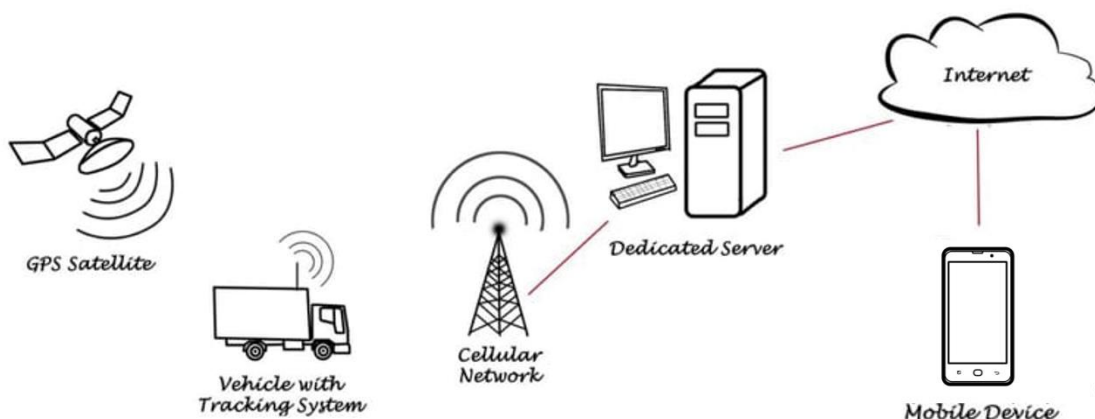 Internet
Dedicated Server
GPS Satellite
Cellular
Network
Vehicle with
Tracking System
Mobile Device